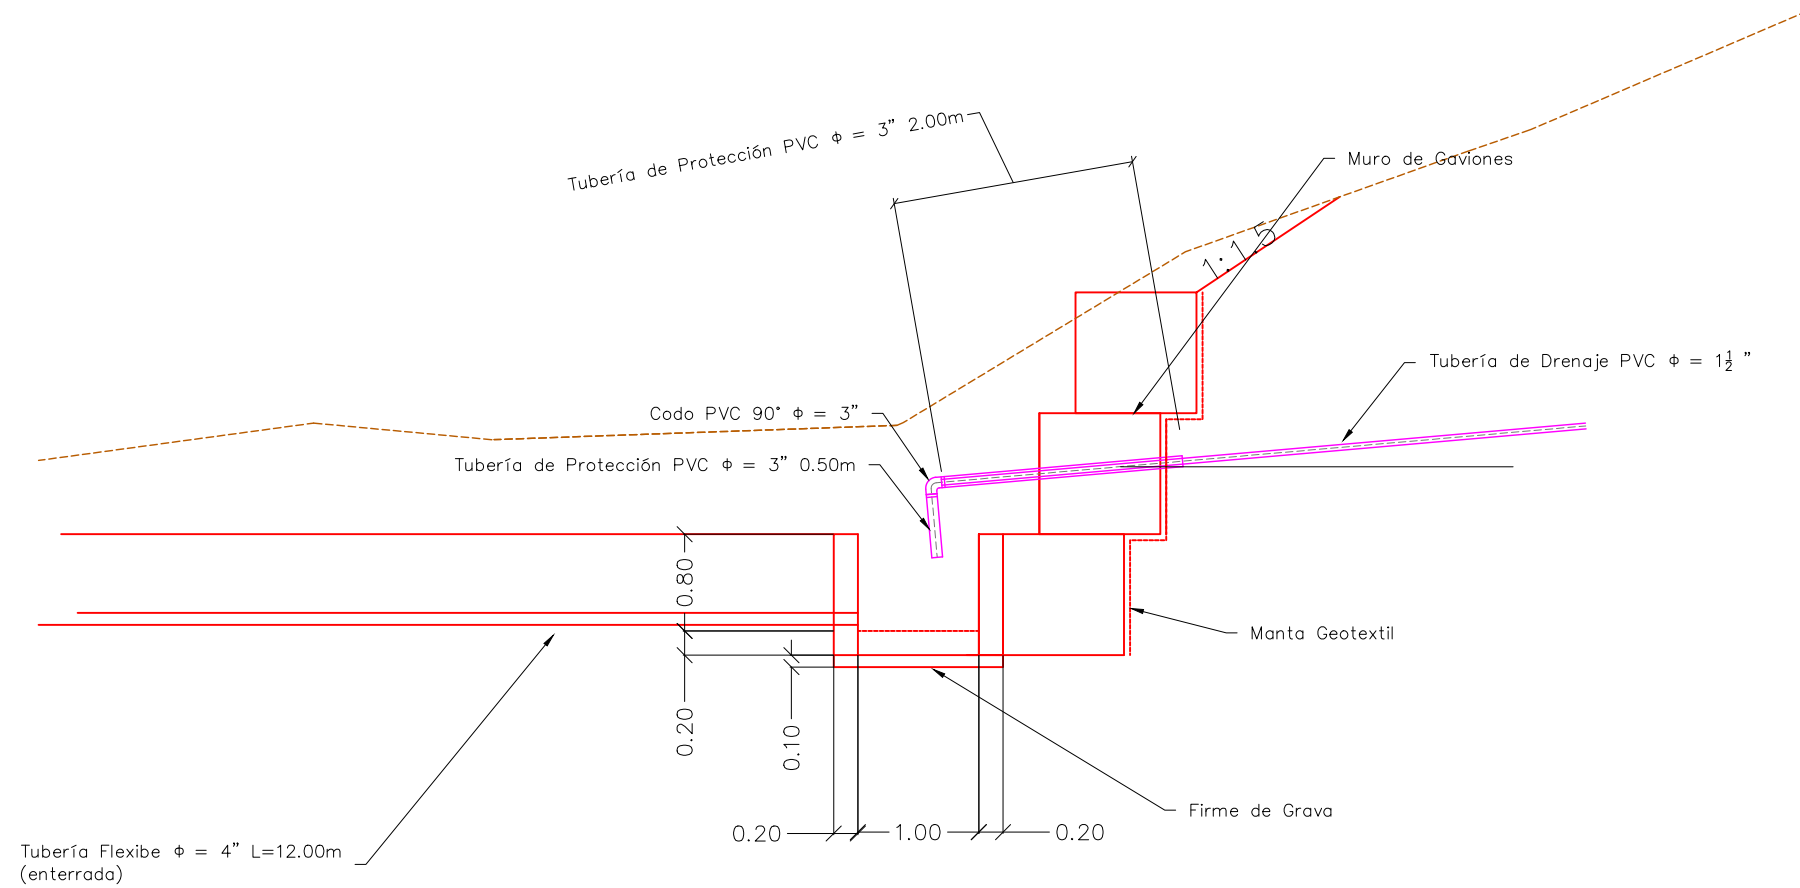 Tubería de Protección PVC ϕ = 3" 2.00m
Muro de Gaviones
1:1.5
Tubería de Drenaje PVC ϕ = 1½ "
Codo PVC 90° ϕ = 3"
Tubería de Protección PVC ϕ = 3" 0.50m
0.80
Manta Geotextil
0.20
0.10
Firme de Grava
0.20
1.00
0.20
Tubería Flexibe ϕ = 4" L=12.00m
(enterrada)